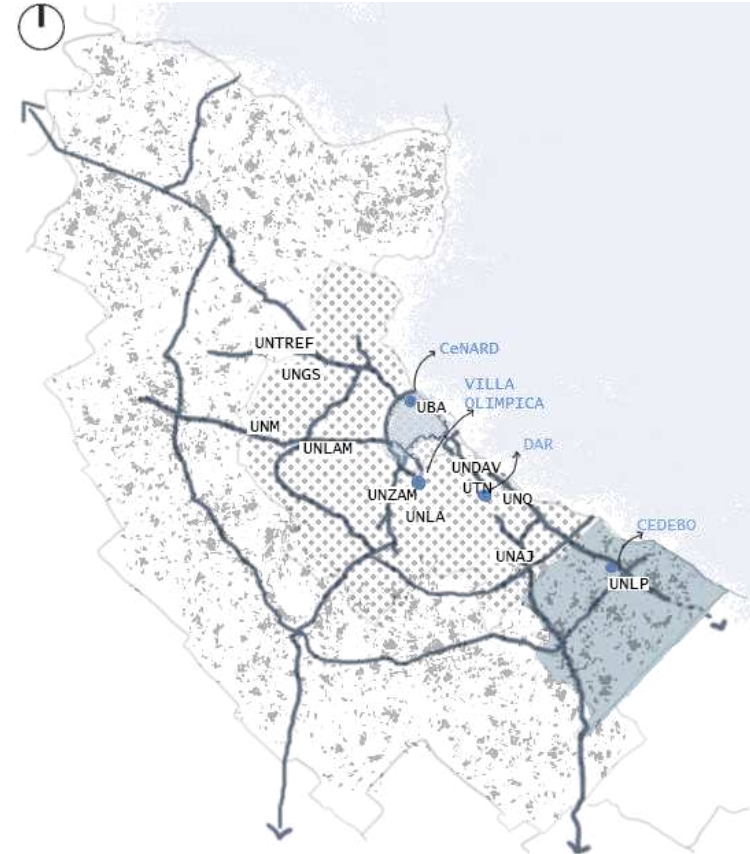 UNTREF
CeNARD
UNGS
VILLA
OLIMPICA
UBA
UNM
UNLAM
DAR
UNDAV
UTN
UNZAM
UNQ
UNLA
CEDEBO
UNAJ
UNLP